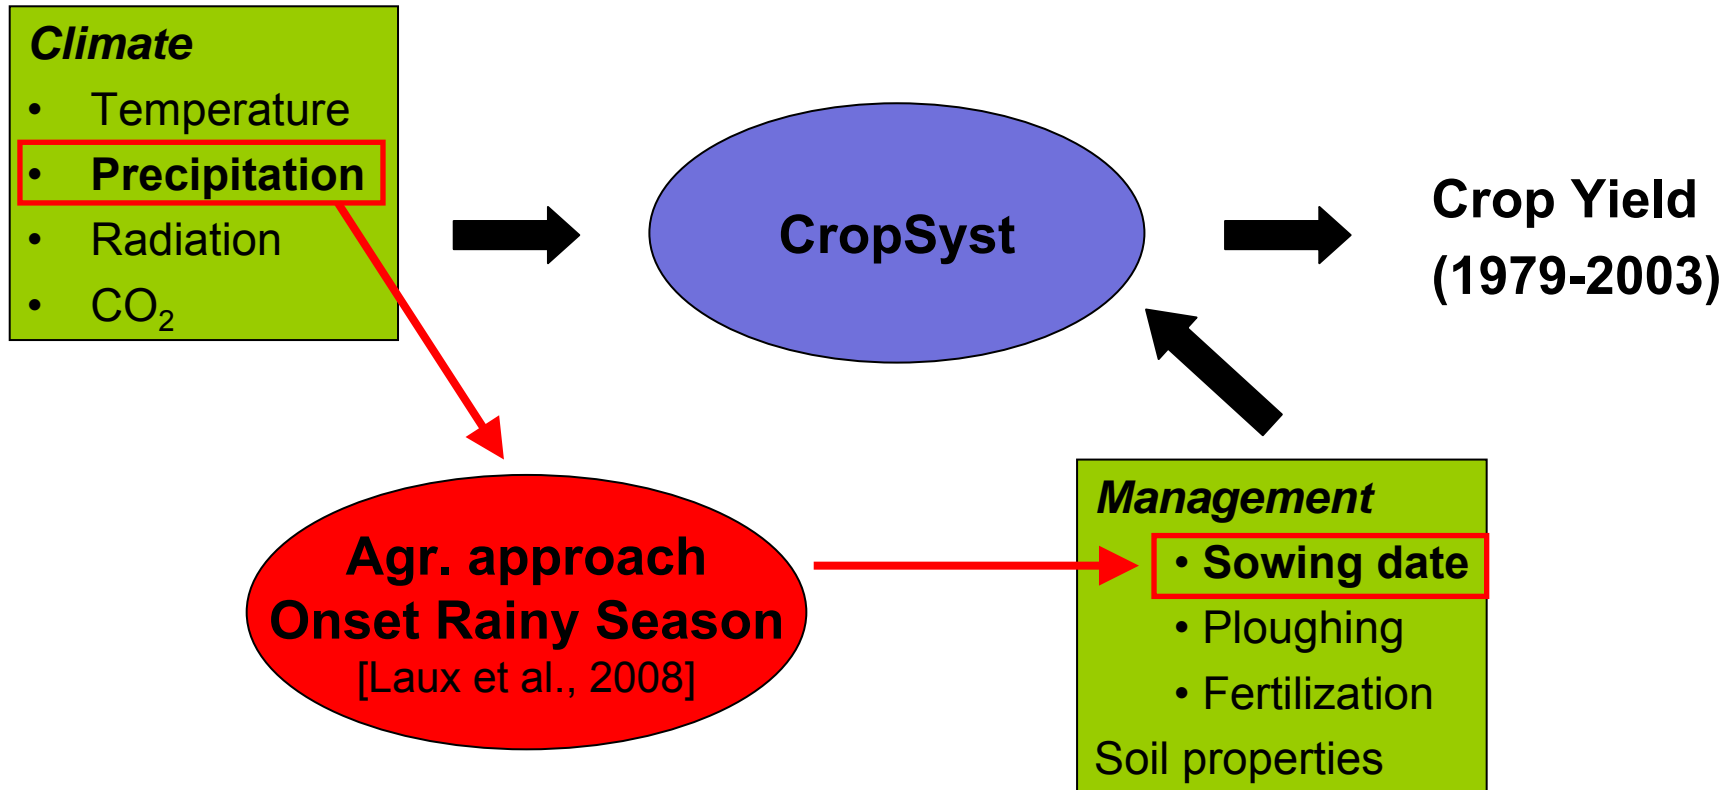 Climate
• Temperature
• Precipitation
• Radiation
• CO₂
CropSyst
Crop Yield
(1979-2003)
Agr. approach
Onset Rainy Season
[Laux et al., 2008]
Management
• Sowing date
• Ploughing
• Fertilization
Soil properties